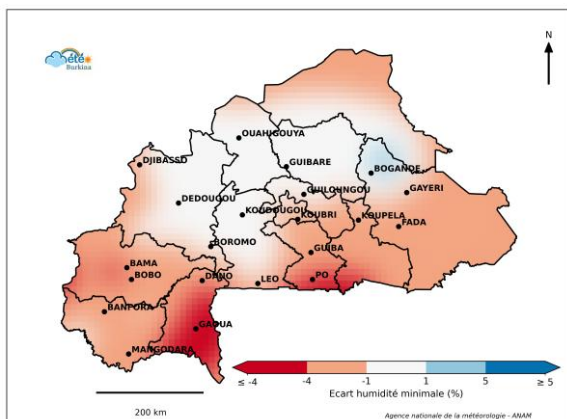 N
météo
Burkina
OUAHIGOUYA
DJIBASSO
GUIBARE
BOGANDE
GUILOUNGOU
GAYERI
DEDOUGOU
KOUDOUGOU
KOUBRI
KOUPELA
FADA
BOROMO
GUIBA
BAMA
BOBO
DANO
LEO
PO
BANFORA
GAOUA
MANGODARA
≤ -4 -4 -1 1 5 ≥ 5
Ecart humidité minimale (%)
200 km
Agence nationale de la météorologie - ANAM